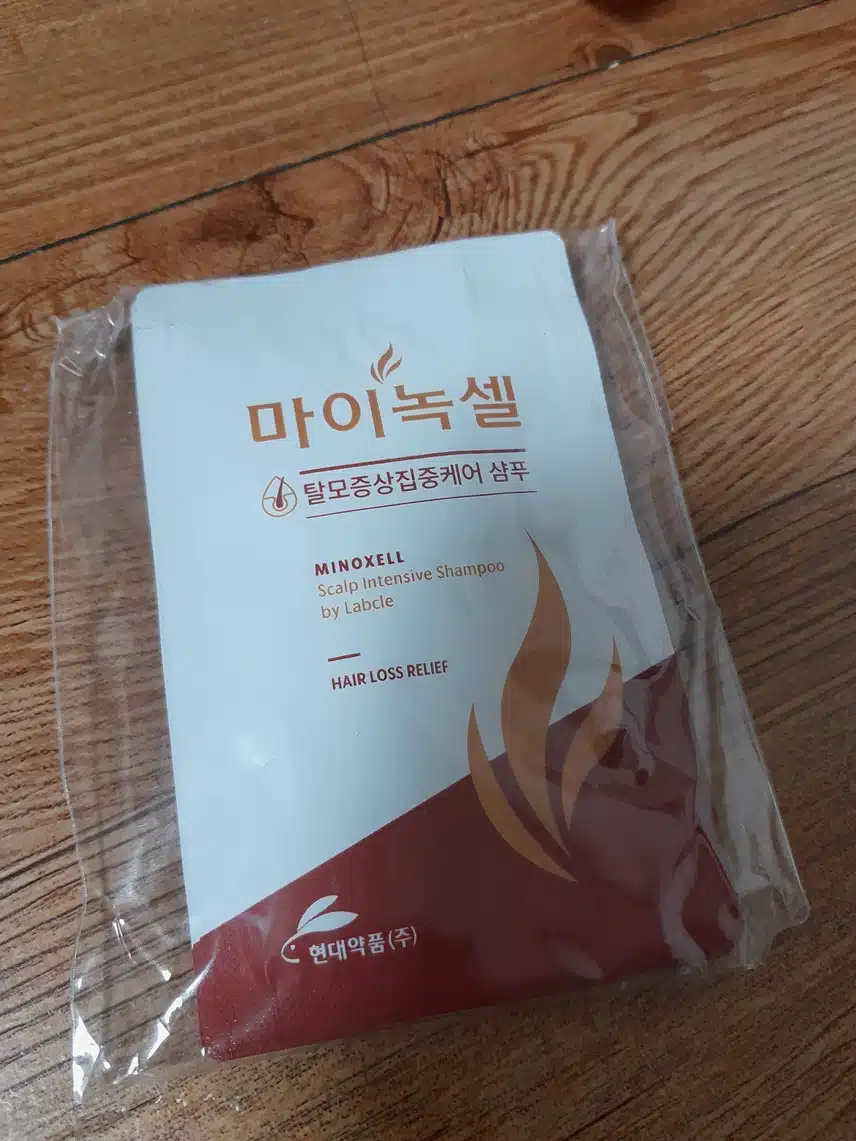 마이녹셀
탈모증상집중케어 샴푸
MINOXELL
Scalp Intensive Shampoo
by Labcle
HAIR LOSS RELIEF
현대약품(주)